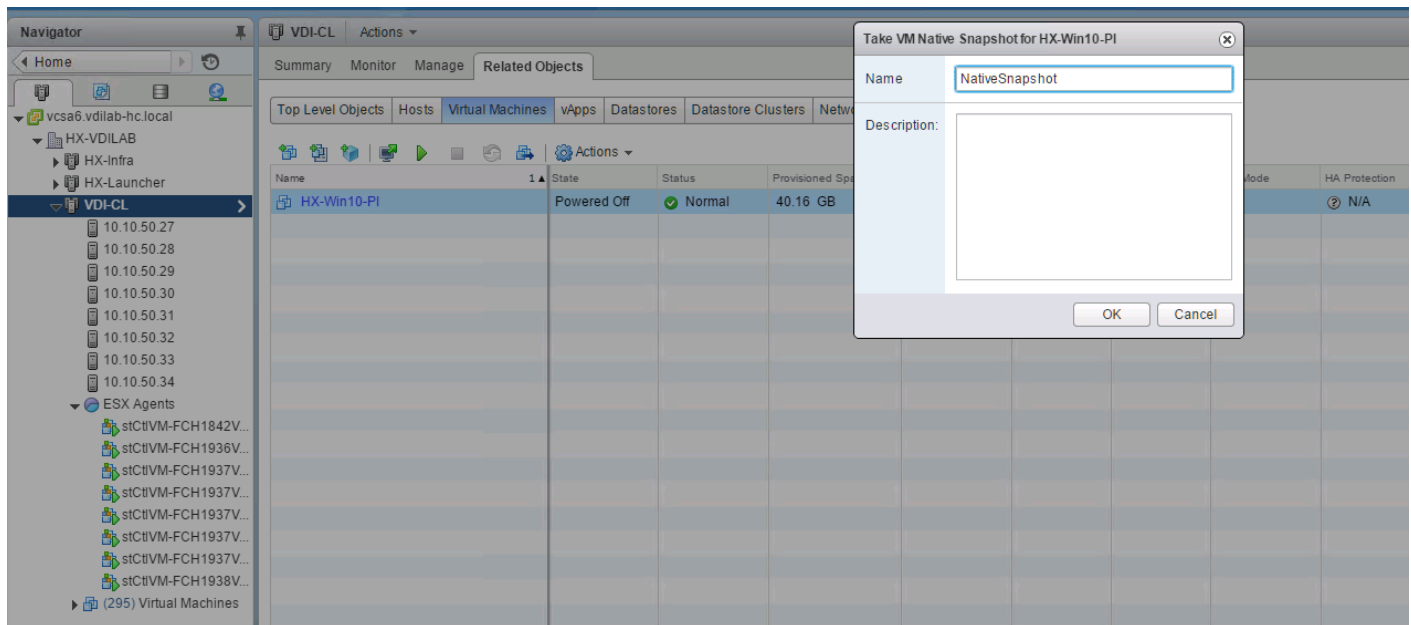 Navigator
VDI-CL Actions
Take VM Native Snapshot for HX-Win10-PI
Home
Summary Monitor Manage Related Objects
Name NativeSnapshot
Top Level Objects Hosts Virtual Machines vApps Datastores Datastore Clusters Netwo
Description:
vcsa6.vdilab-hc.local
HX-VDILAB
HX-Infra
HX-Launcher
VDI-CL
10.10.50.27
10.10.50.28
10.10.50.29
10.10.50.30
10.10.50.31
10.10.50.32
10.10.50.33
10.10.50.34
ESX Agents
stCtlVM-FCH1842V...
stCtlVM-FCH1936V...
stCtlVM-FCH1937V...
stCtlVM-FCH1937V...
stCtlVM-FCH1937V...
stCtlVM-FCH1937V...
stCtlVM-FCH1937V...
stCtlVM-FCH1938V...
(295) Virtual Machines
Actions
Name 1 State Status Provisioned Spa Mode HA Protection
HX-Win10-PI Powered Off Normal 40.16 GB N/A
OK Cancel